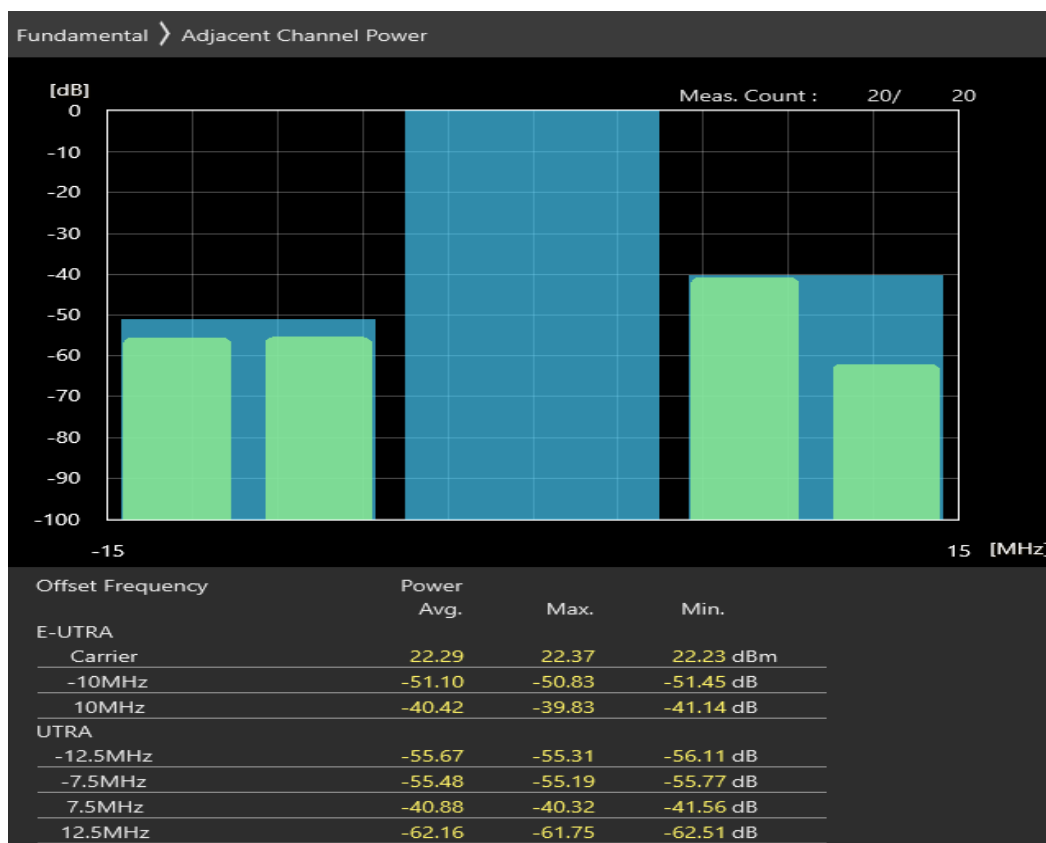 Fundamental 〉 Adjacent Channel Power
[dB]
Meas. Count : 20/ 20
0
-10
-20
-30
-40
-50
-60
-70
-80
-90
-100
-15 15 [MHz]
Offset Frequency Power
Avg. Max. Min.
E-UTRA
Carrier 22.29 22.37 22.23 dBm
-10MHz -51.10 -50.83 -51.45 dB
10MHz -40.42 -39.83 -41.14 dB
UTRA
-12.5MHz -55.67 -55.31 -56.11 dB
-7.5MHz -55.48 -55.19 -55.77 dB
7.5MHz -40.88 -40.32 -41.56 dB
12.5MHz -62.16 -61.75 -62.51 dB